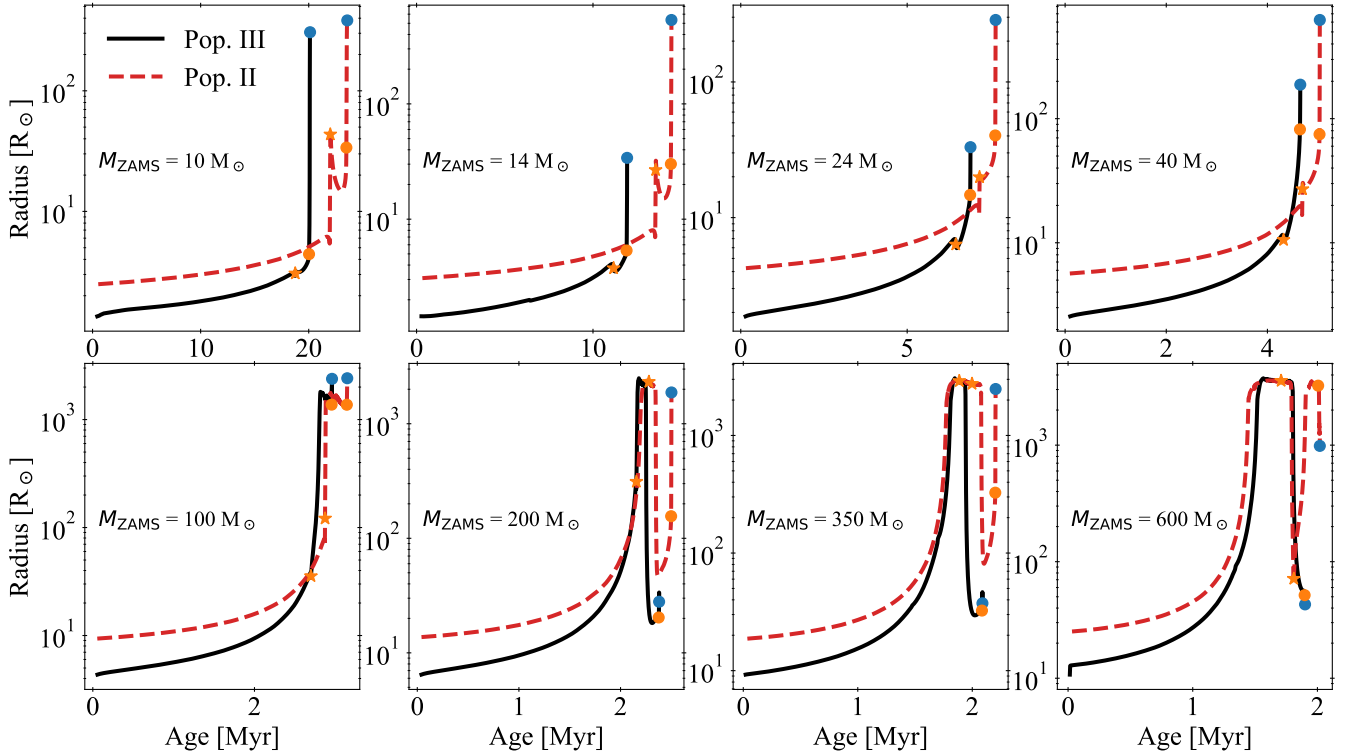 Pop. III
Pop. II
Radius [R☉]
10²
10¹
M_ZAMS = 10 M☉
0
10
20
10²
10¹
M_ZAMS = 14 M☉
0
10
10²
10¹
M_ZAMS = 24 M☉
0
5
10²
10¹
M_ZAMS = 40 M☉
0
2
4
Radius [R☉]
10³
10²
10¹
M_ZAMS = 100 M☉
0
2
Age [Myr]
10³
10²
10¹
M_ZAMS = 200 M☉
0
1
2
Age [Myr]
10³
10²
10¹
M_ZAMS = 350 M☉
0
1
2
Age [Myr]
10³
10²
10¹
M_ZAMS = 600 M☉
0
1
2
Age [Myr]